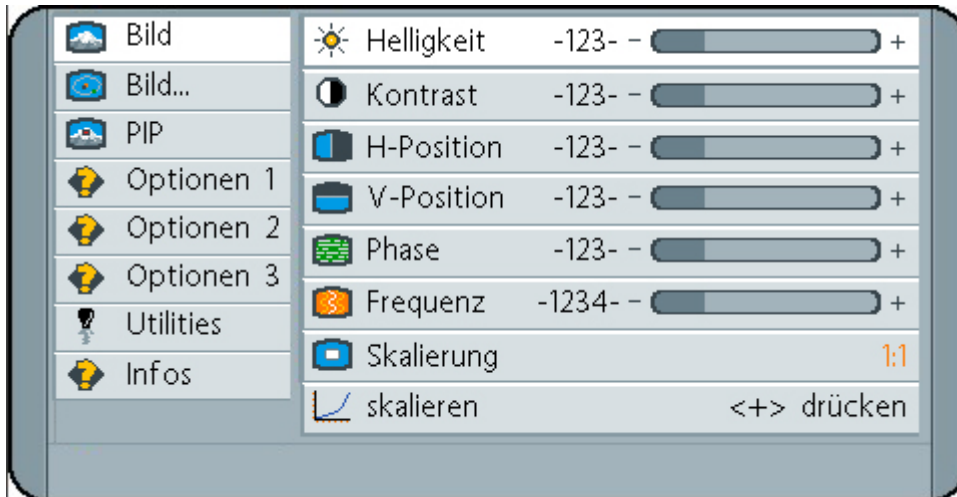 Bild
Bild...
PIP
Optionen 1
Optionen 2
Optionen 3
Utilities
Infos
Helligkeit -123- - +
Kontrast -123- - +
H-Position -123- - +
V-Position -123- - +
Phase -123- - +
Frequenz -1234- - +
Skalierung 1:1
skalieren <+> drücken